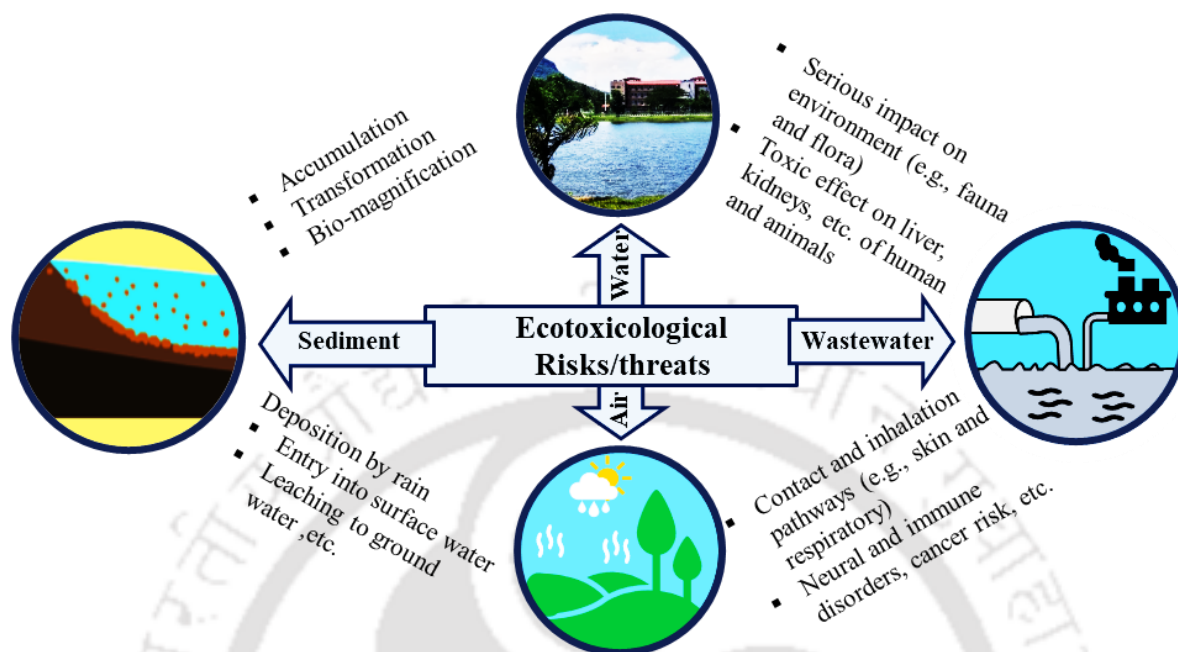 ▪ Accumulation
▪ Transformation
▪ Bio-magnification
▪ Serious impact on
environment (e.g., fauna
and flora)
▪ Toxic effect on liver,
kidneys, etc. of human
and animals
Water
Sediment
Ecotoxicological
Risks/threats
Wastewater
Air
Deposition by rain
▪ Entry into surface water
▪ Leaching to ground
water ,etc.
▪ Contact and inhalation
pathways (e.g., skin and
respiratory)
▪ Neural and immune
disorders, cancer risk, etc.